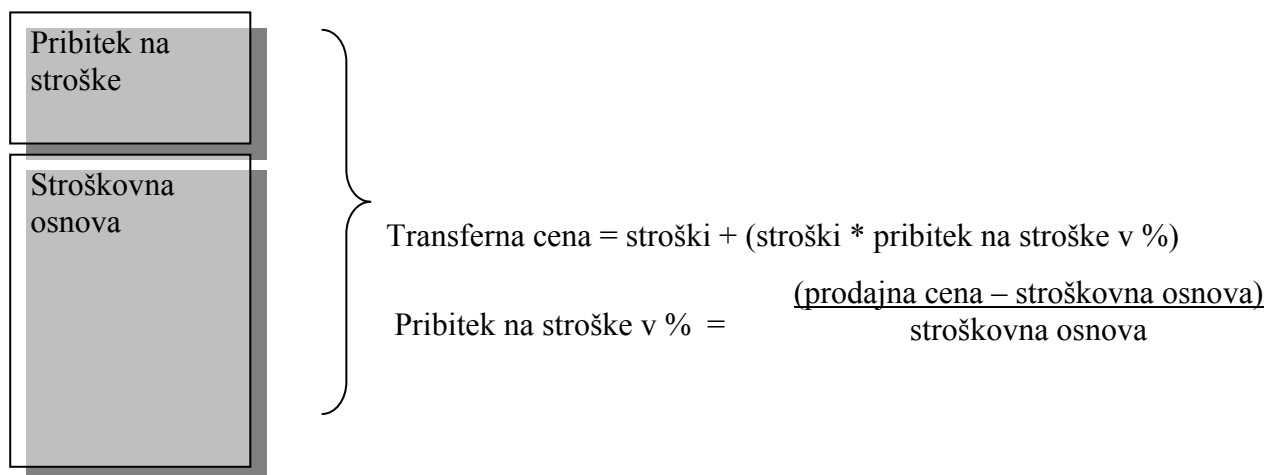 Pribitek na
stroške
Stroškovna
osnova
Transferna cena = stroški + (stroški * pribitek na stroške v %)
Pribitek na stroške v % =
(prodajna cena – stroškovna osnova)
stroškovna osnova